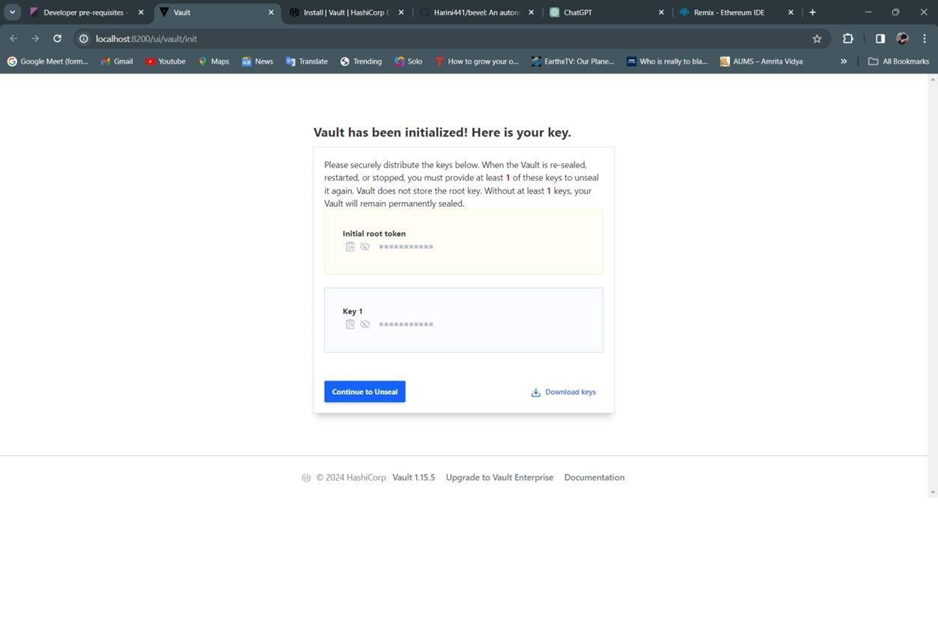 Developer pre-requisites -
Vault
Install | Vault | HashiCorp D
Harini441/bevel: An autom
ChatGPT
Remix - Ethereum IDE
localhost:8200/ui/vault/init
Google Meet (form...
Gmail
Youtube
Maps
News
Translate
Trending
Solo
How to grow your o...
EarthxTV: Our Plane...
Who is really to bla...
AUMS – Amrita Vidya
»
All Bookmarks
Vault has been initialized! Here is your key.
Please securely distribute the keys below. When the Vault is re-sealed,
restarted, or stopped, you must provide at least 1 of these keys to unseal
it again. Vault does not store the root key. Without at least 1 keys, your
Vault will remain permanently sealed.
Initial root token
***********
Key 1
***********
Continue to Unseal
Download keys
© 2024 HashiCorp Vault 1.15.5 Upgrade to Vault Enterprise Documentation